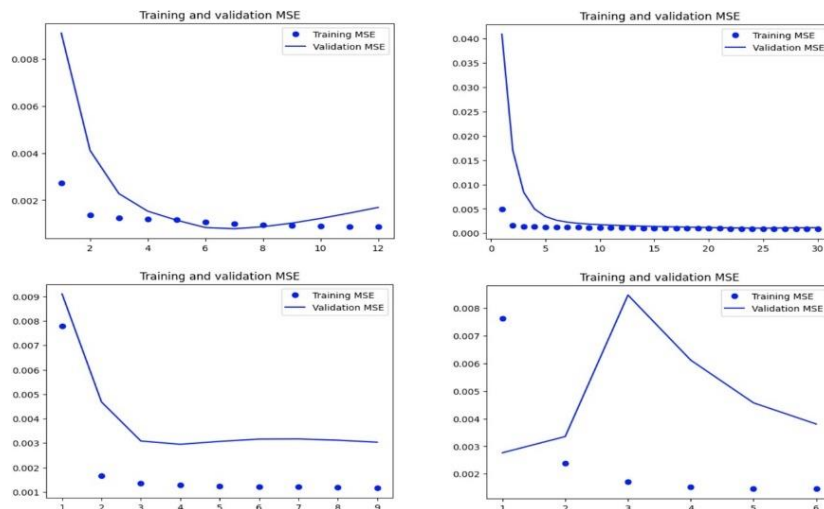 Training and validation MSE
Training MSE
Validation MSE
0.008
0.006
0.004
0.002
2 4 6 8 10 12
Training and validation MSE
Training MSE
Validation MSE
0.040
0.035
0.030
0.025
0.020
0.015
0.010
0.005
0.000
0 5 10 15 20 25 30
Training and validation MSE
Training MSE
Validation MSE
0.009
0.008
0.007
0.006
0.005
0.004
0.003
0.002
0.001
1 2 3 4 5 6 7 8 9
Training and validation MSE
Training MSE
Validation MSE
0.008
0.007
0.006
0.005
0.004
0.003
0.002
1 2 3 4 5 6